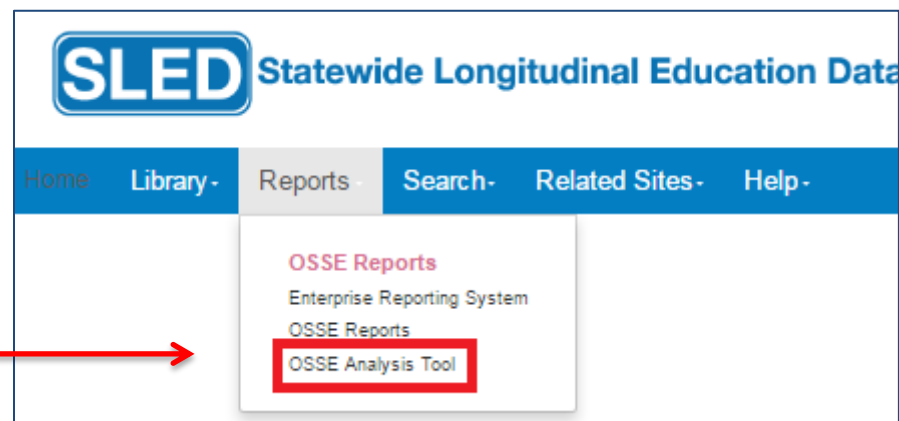 SLED Statewide Longitudinal Education Data
Home Library Reports Search Related Sites Help
OSSE Reports
Enterprise Reporting System
OSSE Reports
OSSE Analysis Tool